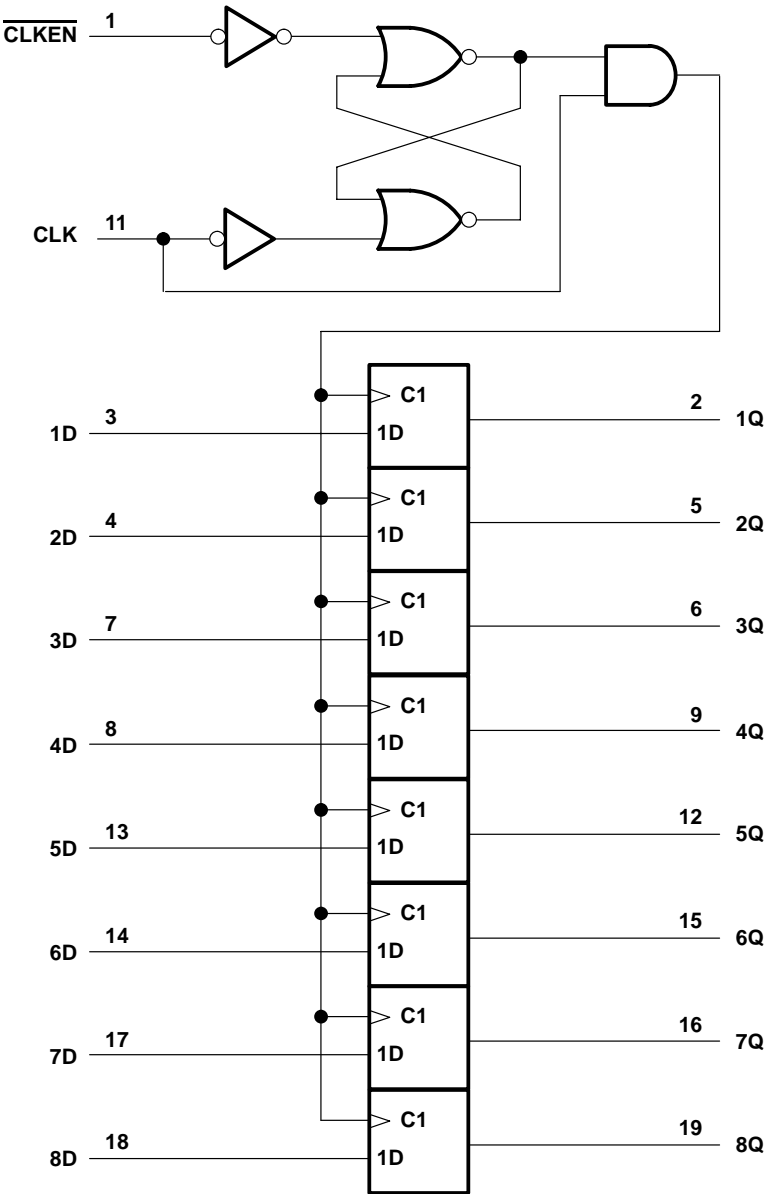 CLKEN 1
CLK 11
C1
1D 3 1D 2 1Q
C1
2D 4 1D 5 2Q
C1
3D 7 1D 6 3Q
C1
4D 8 1D 9 4Q
C1
5D 13 1D 12 5Q
C1
6D 14 1D 15 6Q
C1
7D 17 1D 16 7Q
C1
8D 18 1D 19 8Q